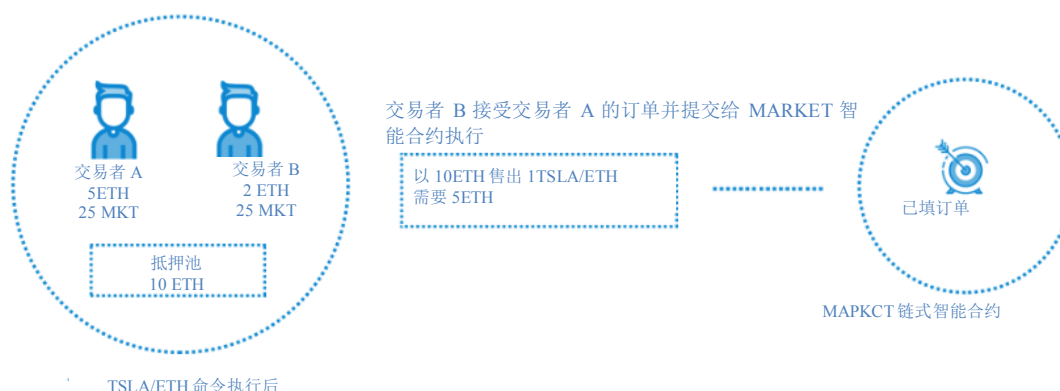 交易者 A
5ETH
25 MKT
交易者 B
2 ETH
25 MKT
抵押池
10 ETH
TSLA/ETH 命令执行后
交易者 B 接受交易者 A 的订单并提交给 MARKET 智
能合约执行
以 10ETH 售出 1TSLA/ETH
需要 5ETH
已填订单
MAPKCT 链式智能合约